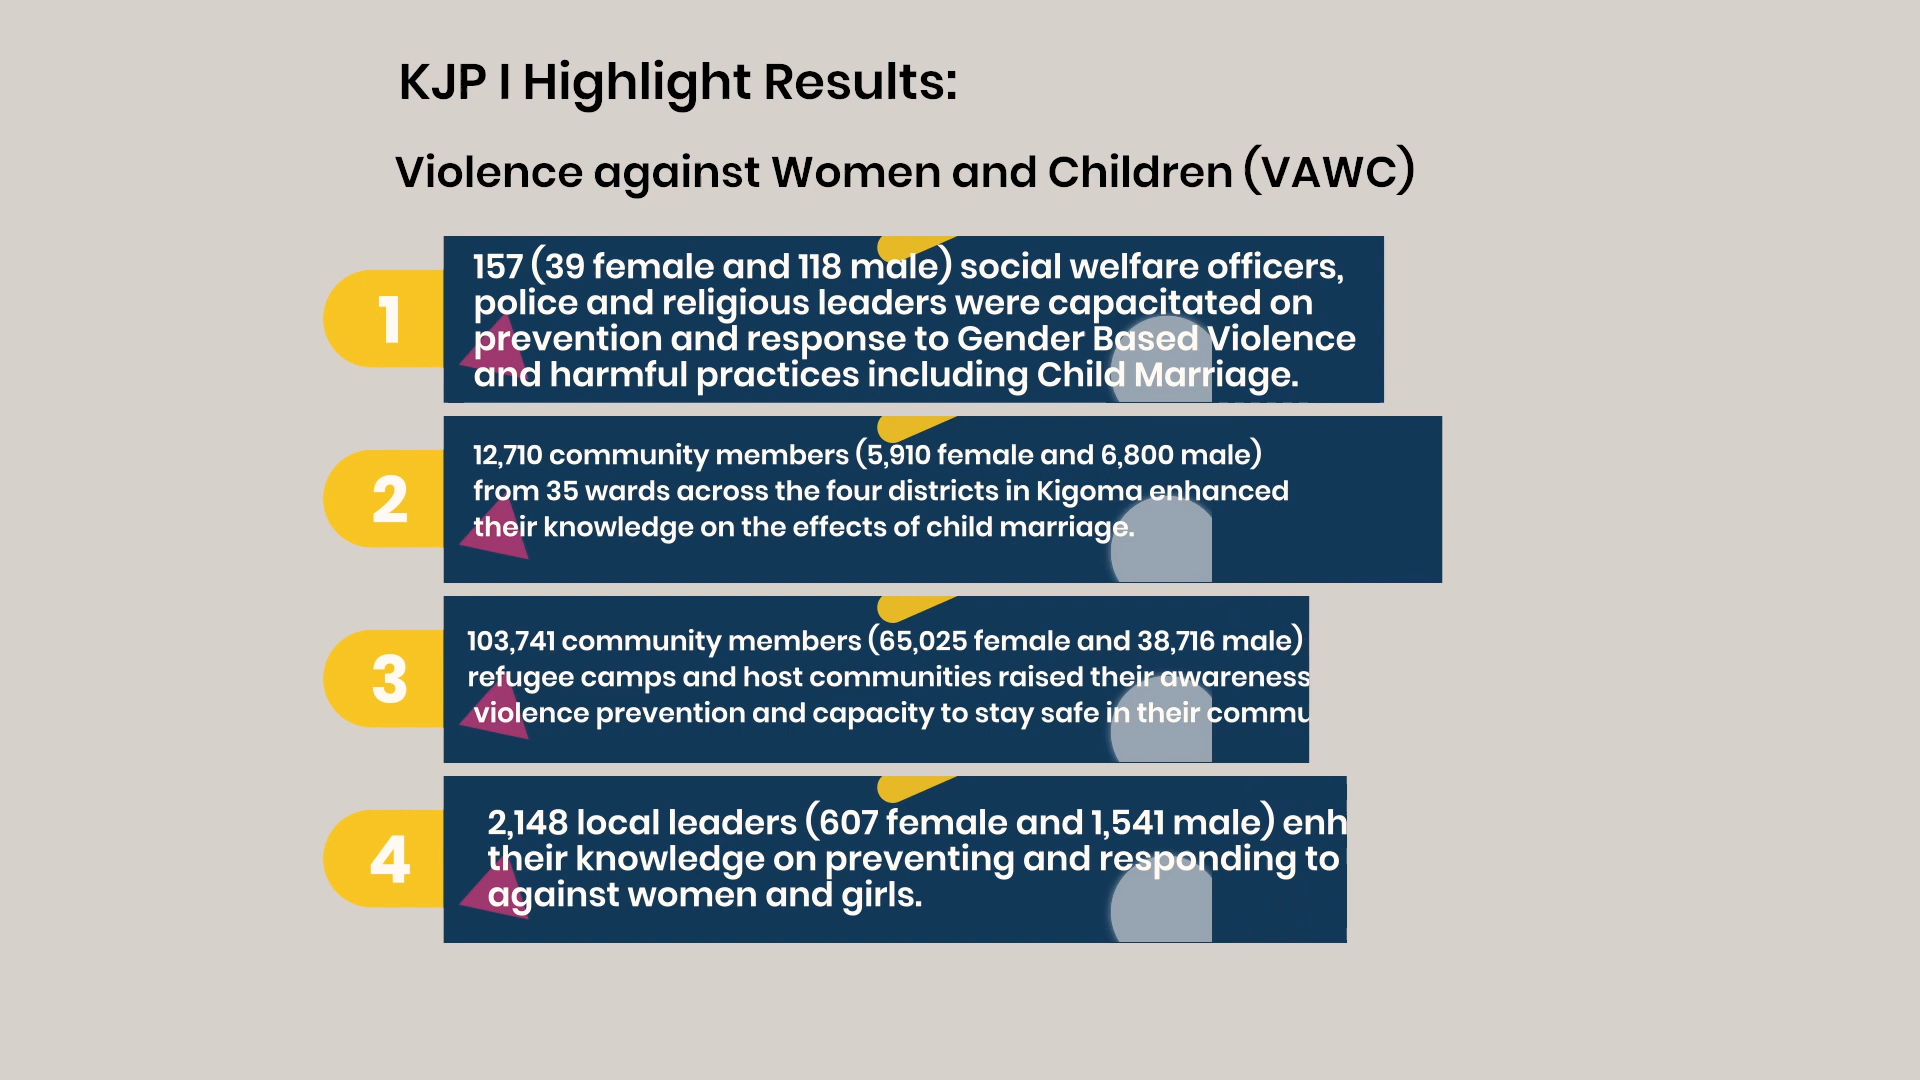 KJP I Highlight Results:
Violence against Women and Children (VAWC)
1
157 (39 female and 118 male) social welfare officers,
police and religious leaders were capacitated on
prevention and response to Gender Based Violence
and harmful practices including Child Marriage.
2
12,710 community members (5,910 female and 6,800 male)
from 35 wards across the four districts in Kigoma enhanced
their knowledge on the effects of child marriage.
3
103,741 community members (65,025 female and 38,716 male)
refugee camps and host communities raised their awareness
violence prevention and capacity to stay safe in their commu
4
2,148 local leaders (607 female and 1,541 male) enh
their knowledge on preventing and responding to
against women and girls.